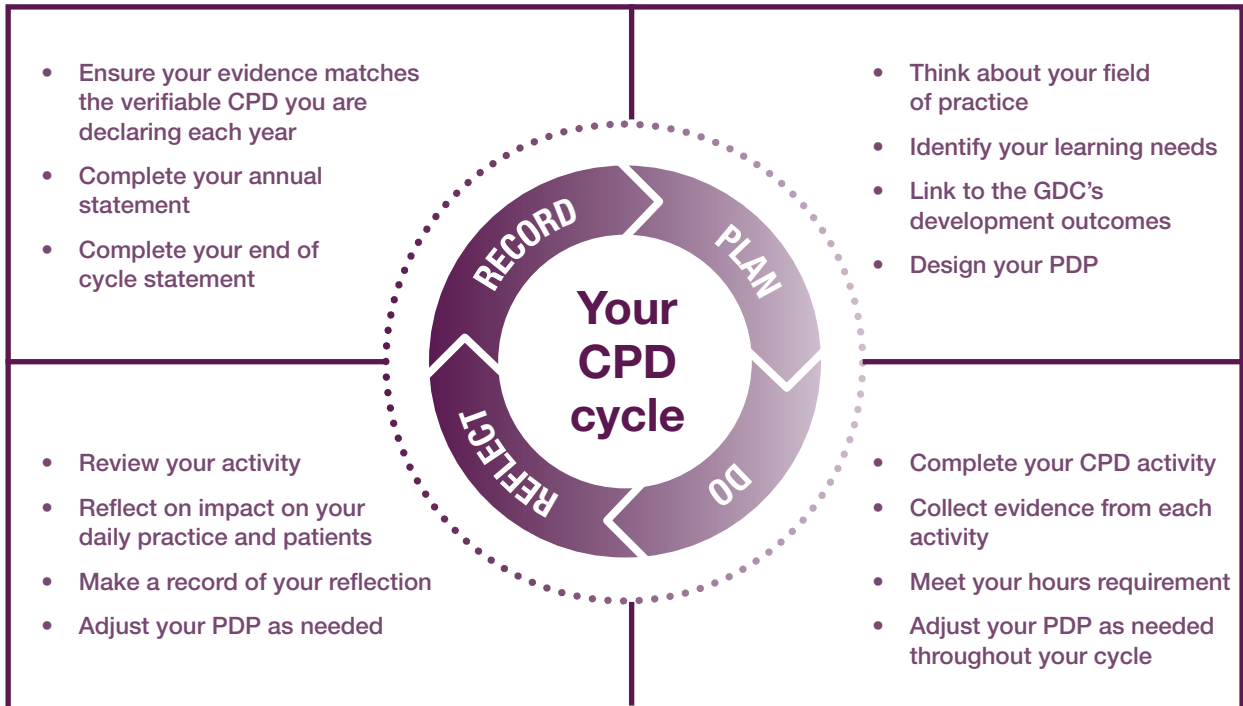 • Ensure your evidence matches
the verifiable CPD you are
declaring each year
• Complete your annual
statement
• Complete your end of
cycle statement
• Think about your field
of practice
• Identify your learning needs
• Link to the GDC's
development outcomes
• Design your PDP
RECORD
PLAN
Your
CPD
cycle
REFLECT
DO
• Review your activity
• Reflect on impact on your
daily practice and patients
• Make a record of your reflection
• Adjust your PDP as needed
• Complete your CPD activity
• Collect evidence from each
activity
• Meet your hours requirement
• Adjust your PDP as needed
throughout your cycle